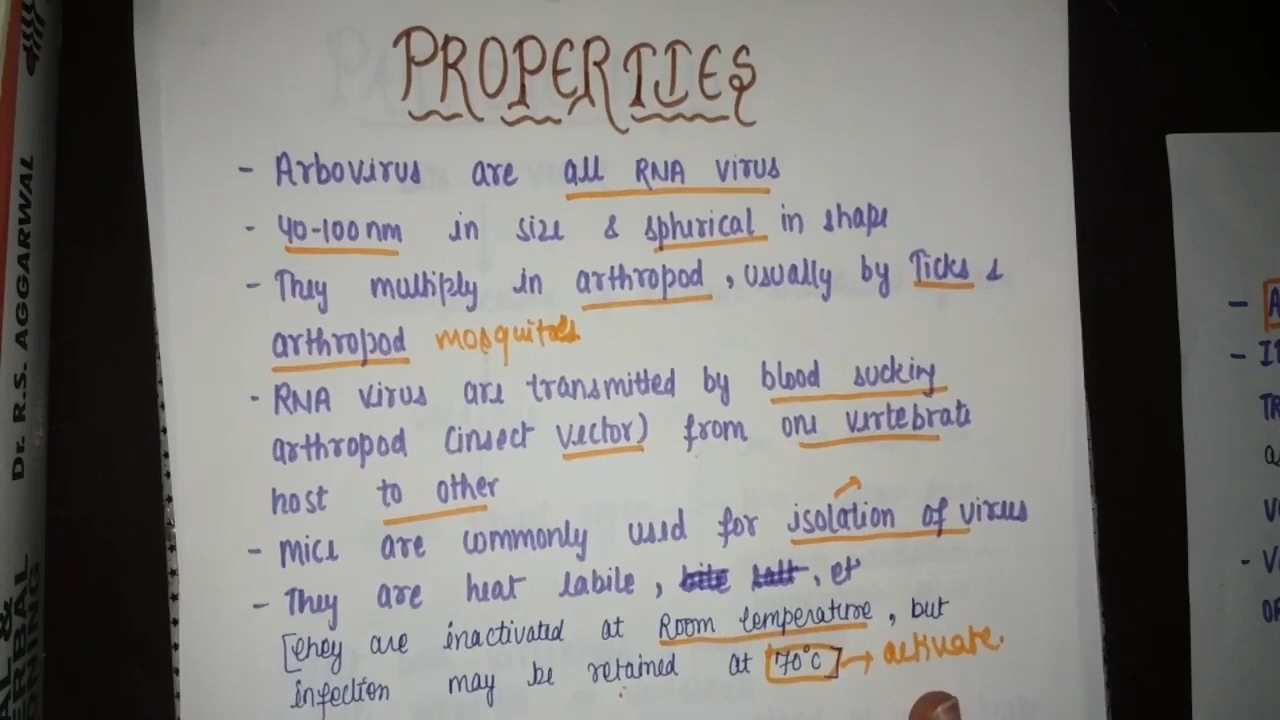 PROPERTIES
- Arbovirus are all RNA virus
- 40-100nm in size & spherical in shape
- They multiply in arthropod, usually by Ticks &
arthropod mosquitoes
- RNA virus are transmitted by blood sucking
arthropod (insect vector) from one vertebrate
host to other
- Mice are commonly used for isolation of virus
- They are heat labile, bile salt, et
[they are inactivated at Room temperature, but
infection may be retained at 70°C] → activate
Dr. R.S. AGGARWAL